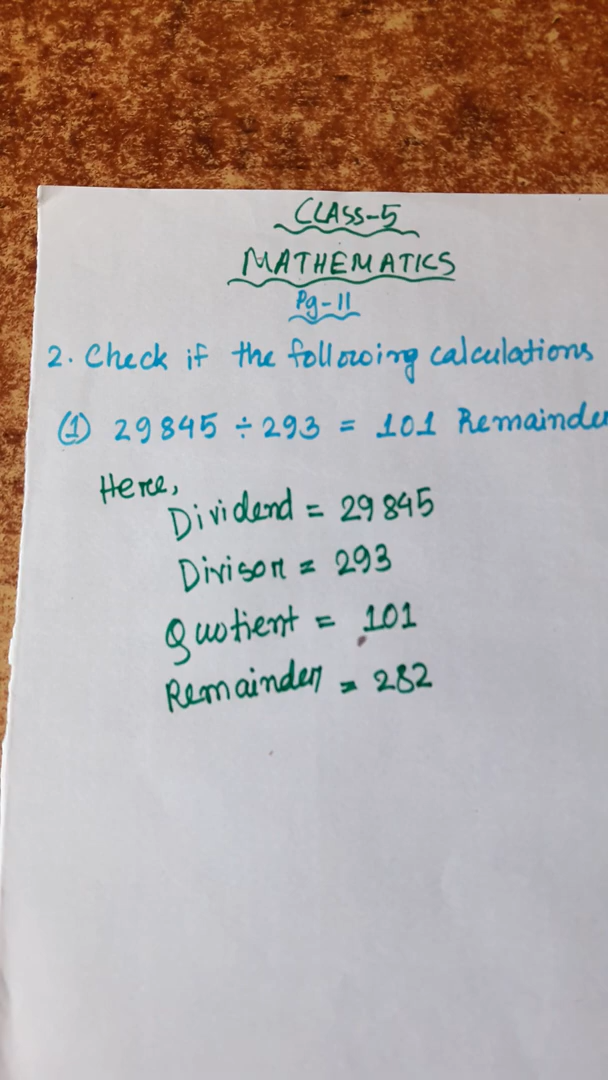 CLASS-5
MATHEMATICS
Pg-11
2. Check if the following calculations
(1) 29845 ÷ 293 = 101 Remainde
Here,
Dividend = 29845
Divisor = 293
Quotient = 101
Remainder = 282